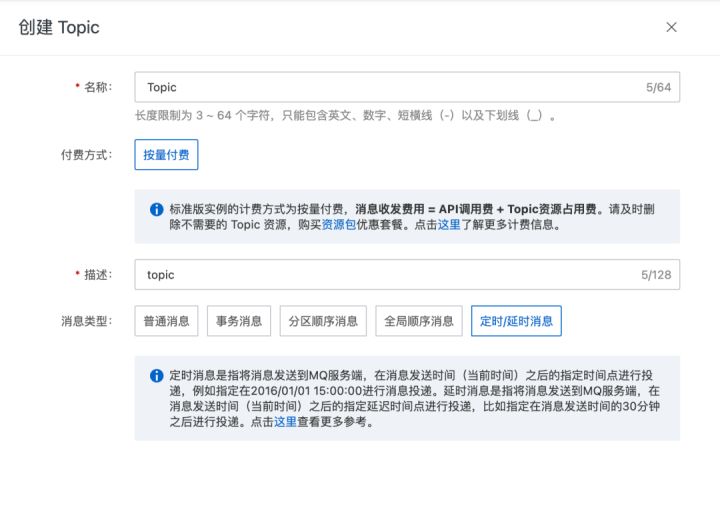 创建 Topic
* 名称:
Topic
5/64
长度限制为 3 ~ 64 个字符，只能包含英文、数字、短横线（-）以及下划线（_）。
付费方式:
按量付费
标准版实例的计费方式为按量付费，消息收发费用 = API调用费 + Topic资源占用费。请及时删
除不需要的 Topic 资源，购买资源包优惠套餐。点击这里了解更多计费信息。
* 描述:
topic
5/128
消息类型:
普通消息 事务消息 分区顺序消息 全局顺序消息 定时/延时消息
定时消息是指将消息发送到MQ服务端，在消息发送时间（当前时间）之后的指定时间点进行投
递，例如指定在2016/01/01 15:00:00进行消息投递。延时消息是指将消息发送到MQ服务端，在
消息发送时间（当前时间）之后的指定延迟时间点进行投递，比如指定在消息发送时间的30分钟
之后进行投递。点击这里查看更多参考。